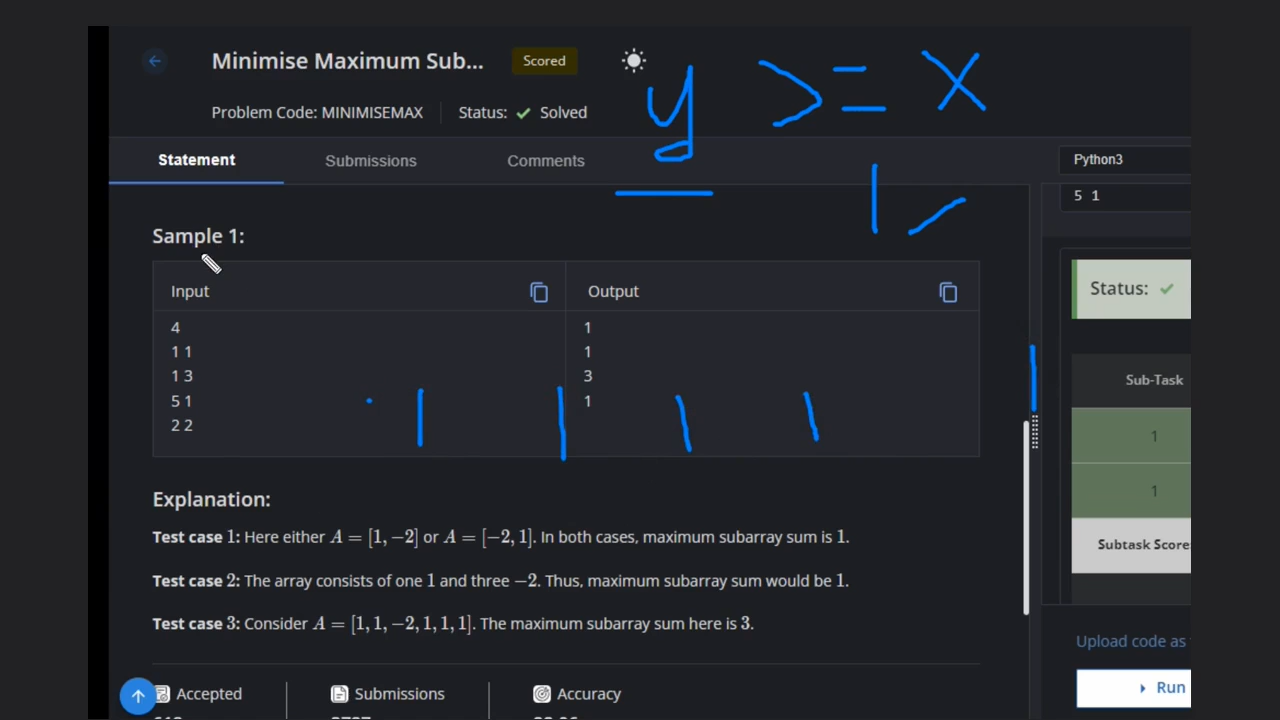 Minimise Maximum Sub... Scored
Problem Code: MINIMISEMAX Status: Solved
y >= x
Statement Submissions Comments
Python3
5 1
Sample 1:
Input Output
4
1 1
1 3
5 1
2 2
1
1
3
1
Status:
Sub-Task
1
1
Subtask Score
Explanation:
Test case 1: Here either A = [1, −2] or A = [−2, 1]. In both cases, maximum subarray sum is 1.
Test case 2: The array consists of one 1 and three −2. Thus, maximum subarray sum would be 1.
Test case 3: Consider A = [1, 1, −2, 1, 1, 1]. The maximum subarray sum here is 3.
Upload code as
Run
Accepted Submissions Accuracy